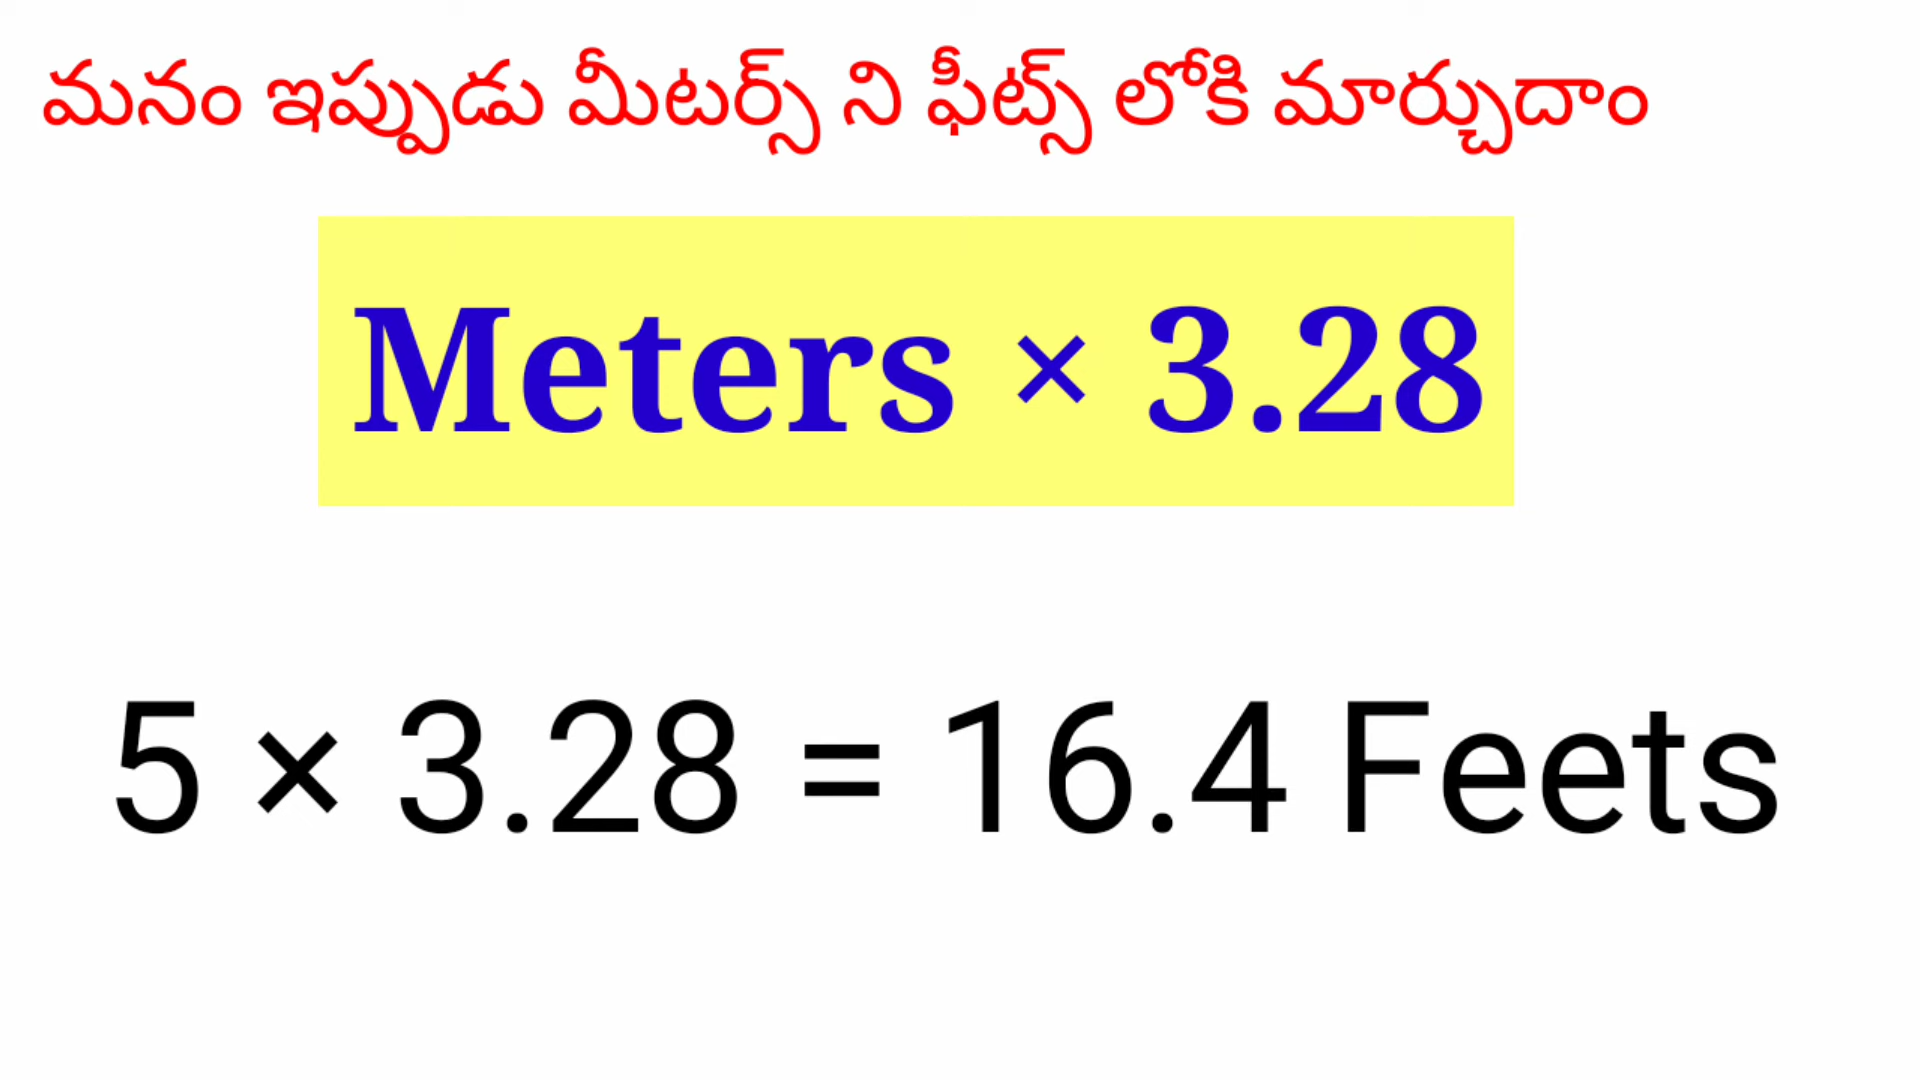 మనం ఇప్పుడు మీటర్స్ ని ఫీట్స్ లోకి మార్చుదాం
Meters × 3.28
5 × 3.28 = 16.4 Feets